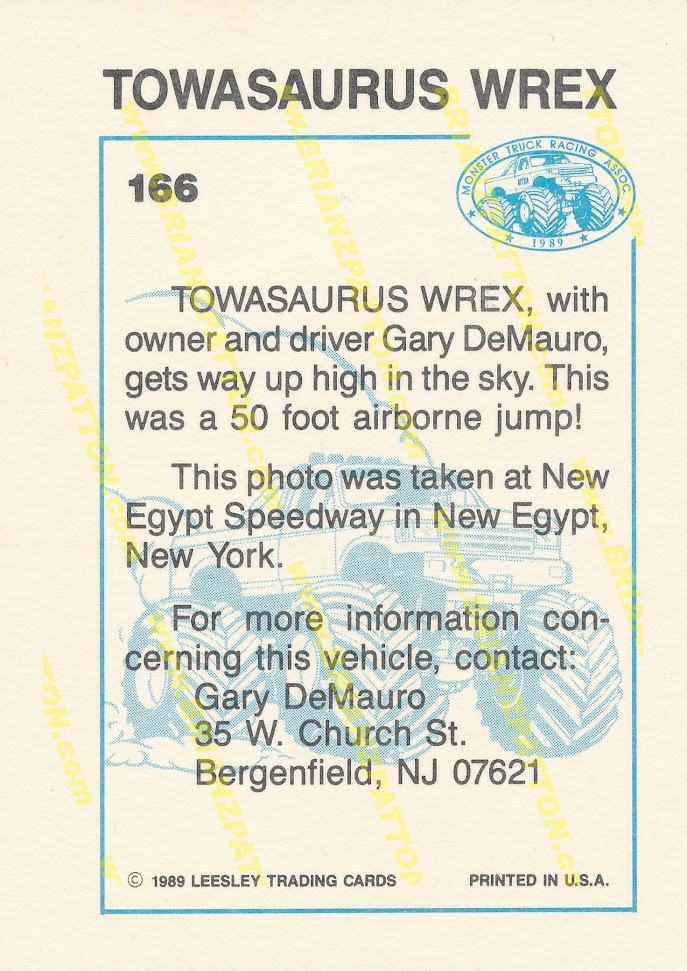 TOWASAURUS WREX
166
MONSTER TRUCK RACING ASSOC.
MTRA
1989
TOWASAURUS WREX, with
owner and driver Gary DeMauro,
gets way up high in the sky. This
was a 50 foot airborne jump!
This photo was taken at New
Egypt Speedway in New Egypt,
New York.
For more information con-
cerning this vehicle, contact:
Gary DeMauro
35 W. Church St.
Bergenfield, NJ 07621
© 1989 LEESLEY TRADING CARDS
PRINTED IN U.S.A.
www.BRIANZPATTON.com